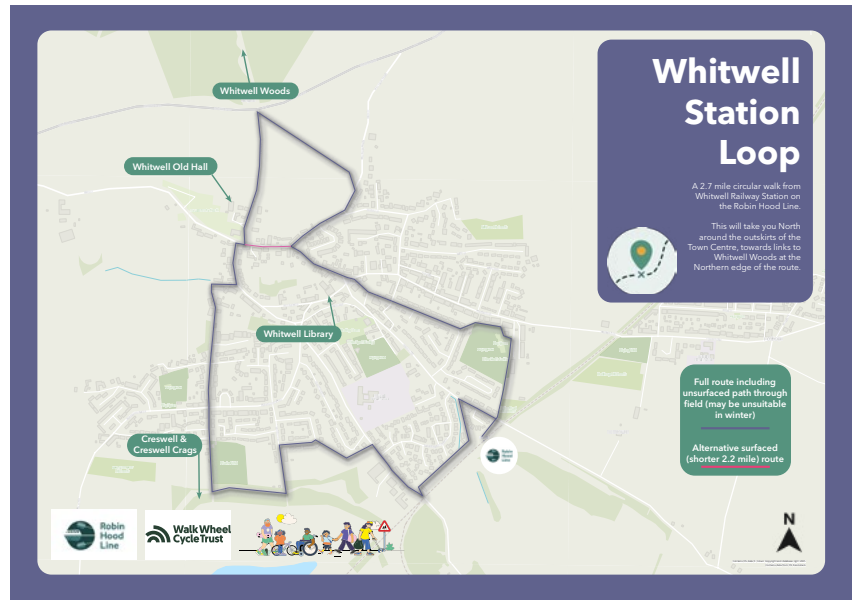 Whitwell
Station
Loop
A 2.7 mile circular walk from
Whitwell Railway Station on
the Robin Hood Line.
This will take you North
around the outskirts of the
Town Centre, towards links to
Whitwell Woods at the
Northern edge of the route.
Whitwell Woods
Whitwell Old Hall
Whitwell Library
Creswell &
Creswell Crags
Full route including
unsurfaced path through
field (may be unsuitable
in winter)
Alternative surfaced
(shorter 2.2 mile) route
Robin
Hood
Line
Robin
Hood
Line
Walk Wheel
Cycle Trust
N